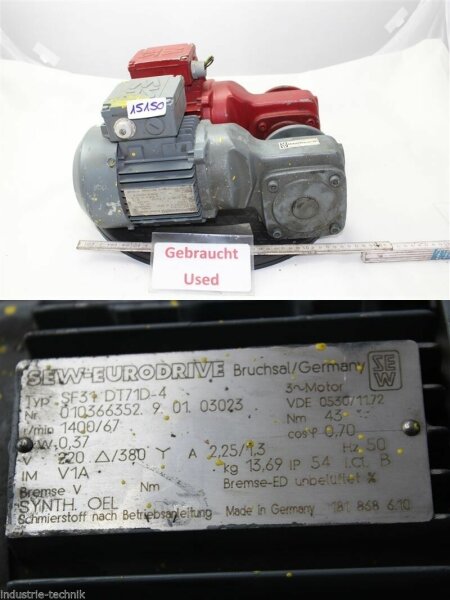 15150
Gebraucht
Used
SEW-EURODRIVE Bruchsal/Germany
SEW
Typ SF31 DT71D-4 3~Motor
Nr. 010366352. 9. 01. 03023 VDE 0530/11.72
r/min 1400/67 Nm 43
kW 0,37 cosφ 0,70
V 220 △/380 Y A 2,25/1,3 Hz 50
IM V1A kg 13,69 IP 54 I.Cl. B
Bremse V Nm Bremse-ED unbelüftet %
SYNTH. OEL
Schmierstoff nach Betriebsanleitung Made in Germany 181 868 6.10
industrie-technik